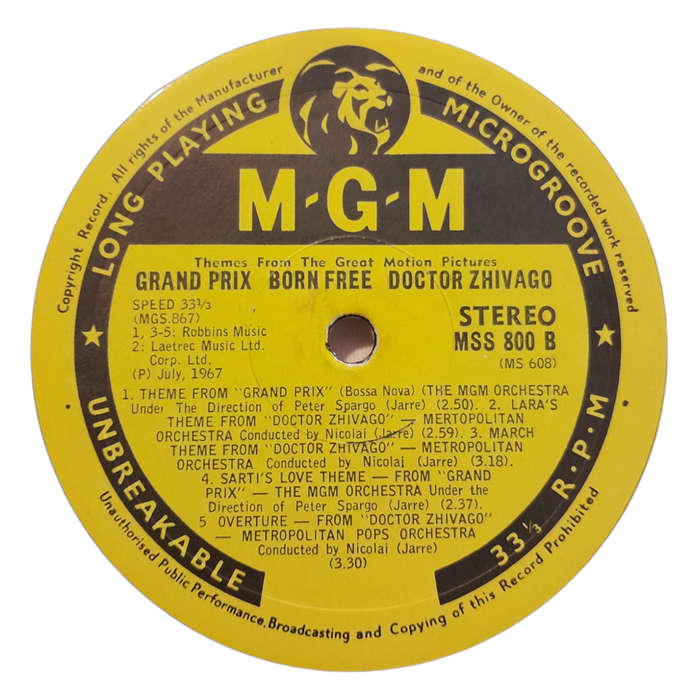 Copyright Record. All rights of the Manufacturer and of the Owner of the recorded work reserved
LONG PLAYING
MICROGROOVE
M-G-M
Themes From The Great Motion Pictures
GRAND PRIX BORN FREE DOCTOR ZHIVAGO
SPEED 33⅓
(MGS.867)
1, 3-5: Robbins Music
2: Laetrec Music Ltd.
Corp. Ltd.
(P) July, 1967
STEREO
MSS 800 B
(MS 608)
1. THEME FROM "GRAND PRIX" (Bossa Nova) (THE MGM ORCHESTRA
Under The Direction of Peter Spargo (Jarre) (2.50). 2, LARA'S
THEME FROM "DOCTOR ZHIVAGO" — MERTOPOLITAN
ORCHESTRA Conducted by Nicolai (Jarre) (2.59). 3. MARCH
THEME FROM "DOCTOR ZHIVAGO" — METROPOLITAN
ORCHESTRA Conducted by Nicolai (Jarre) (3.18).
4. SARTI'S LOVE THEME — FROM "GRAND
PRIX" — THE MGM ORCHESTRA Under the
Direction of Peter Spargo (Jarre) (2.37).
5 OVERTURE — FROM "DOCTOR ZHIVAGO"
— METROPOLITAN POPS ORCHESTRA
Conducted by Nicolai (Jarre)
(3.30)
UNBREAKABLE
33⅓ R·P·M
Unauthorised Public Performance, Broadcasting and Copying of this Record Prohibited